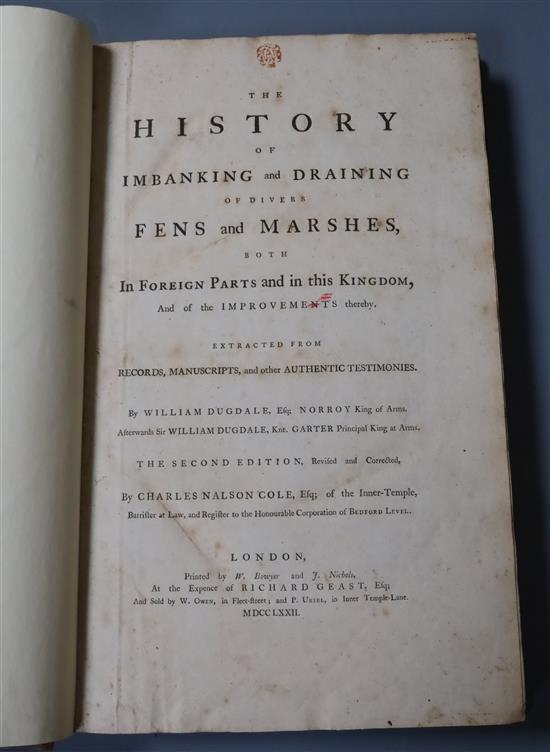 THE
HISTORY
OF
IMBANKING and DRAINING
OF DIVERS
FENS and MARSHES,
BOTH
In FOREIGN PARTS and in this KINGDOM,
And of the IMPROVEMENTS thereby.
EXTRACTED FROM
RECORDS, MANUSCRIPTS, and other AUTHENTIC TESTIMONIES.
By WILLIAM DUGDALE, Esq; NORROY King of Arms.
Afterwards Sir WILLIAM DUGDALE, Knt. GARTER Principal King at Arms.
THE SECOND EDITION, Reviſed and Corrected,
By CHARLES NALSON COLE, Eſq; of the Inner-Temple,
Barriſter at Law, and Regiſter to the Honourable Corporation of BEDFORD LEVEL.
LONDON,
Printed by W. Bowyer and J. Nichols,
At the Expence of RICHARD GEAST, Eſq;
And Sold by W. OWEN, in Fleet-ſtreet; and P. URIEL, in Inner Temple-Lane.
MDCCLXXII.